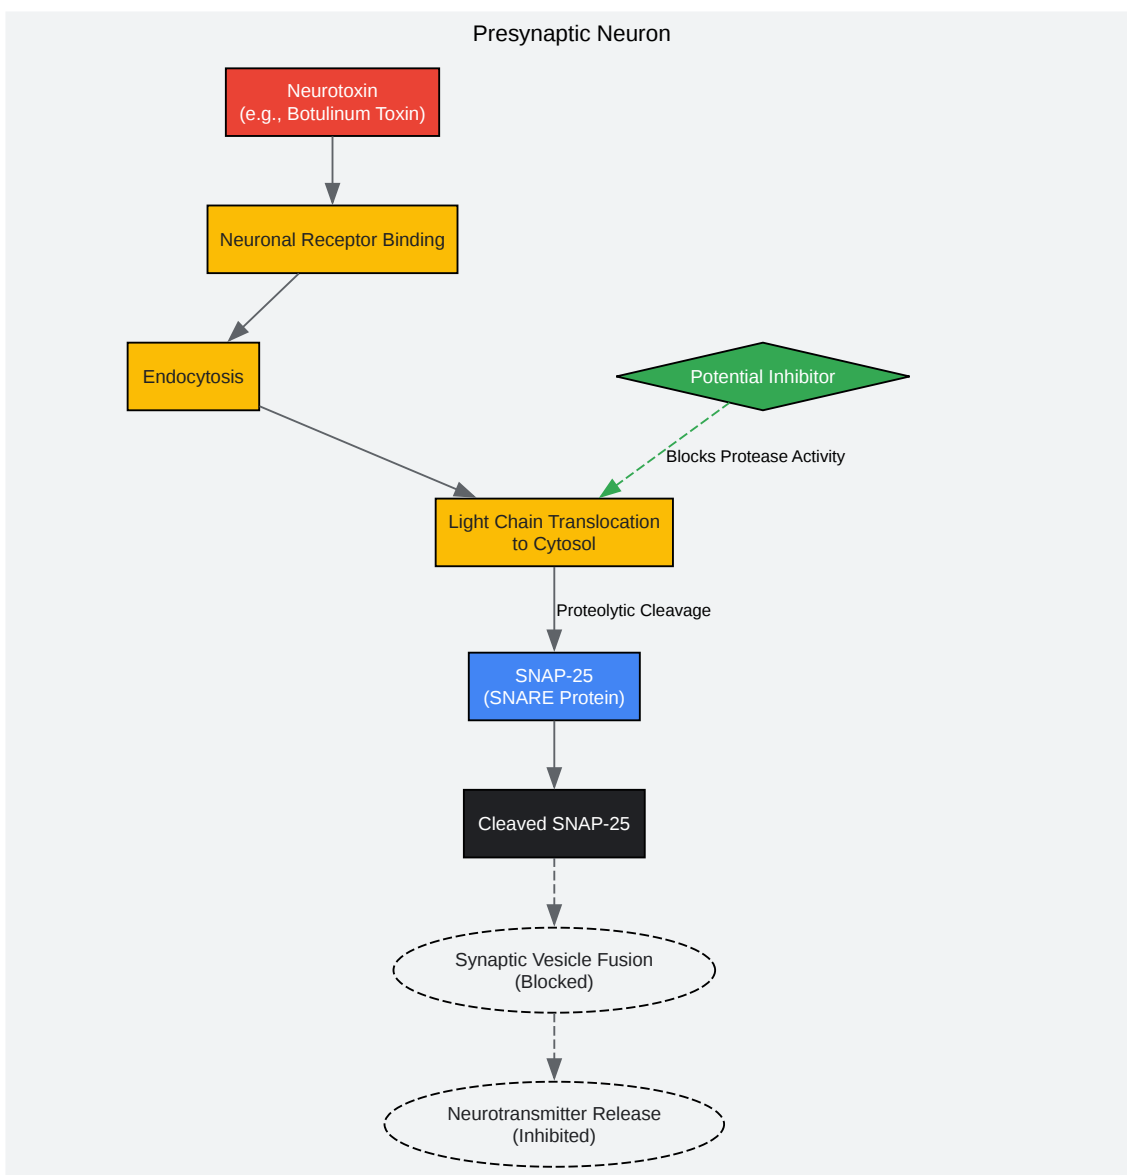 Presynaptic Neuron
Neurotoxin
(e.g., Botulinum Toxin)
Neuronal Receptor Binding
Endocytosis
Potential Inhibitor
Blocks Protease Activity
Light Chain Translocation
to Cytosol
Proteolytic Cleavage
SNAP-25
(SNARE Protein)
Cleaved SNAP-25
Synaptic Vesicle Fusion
(Blocked)
Neurotransmitter Release
(Inhibited)